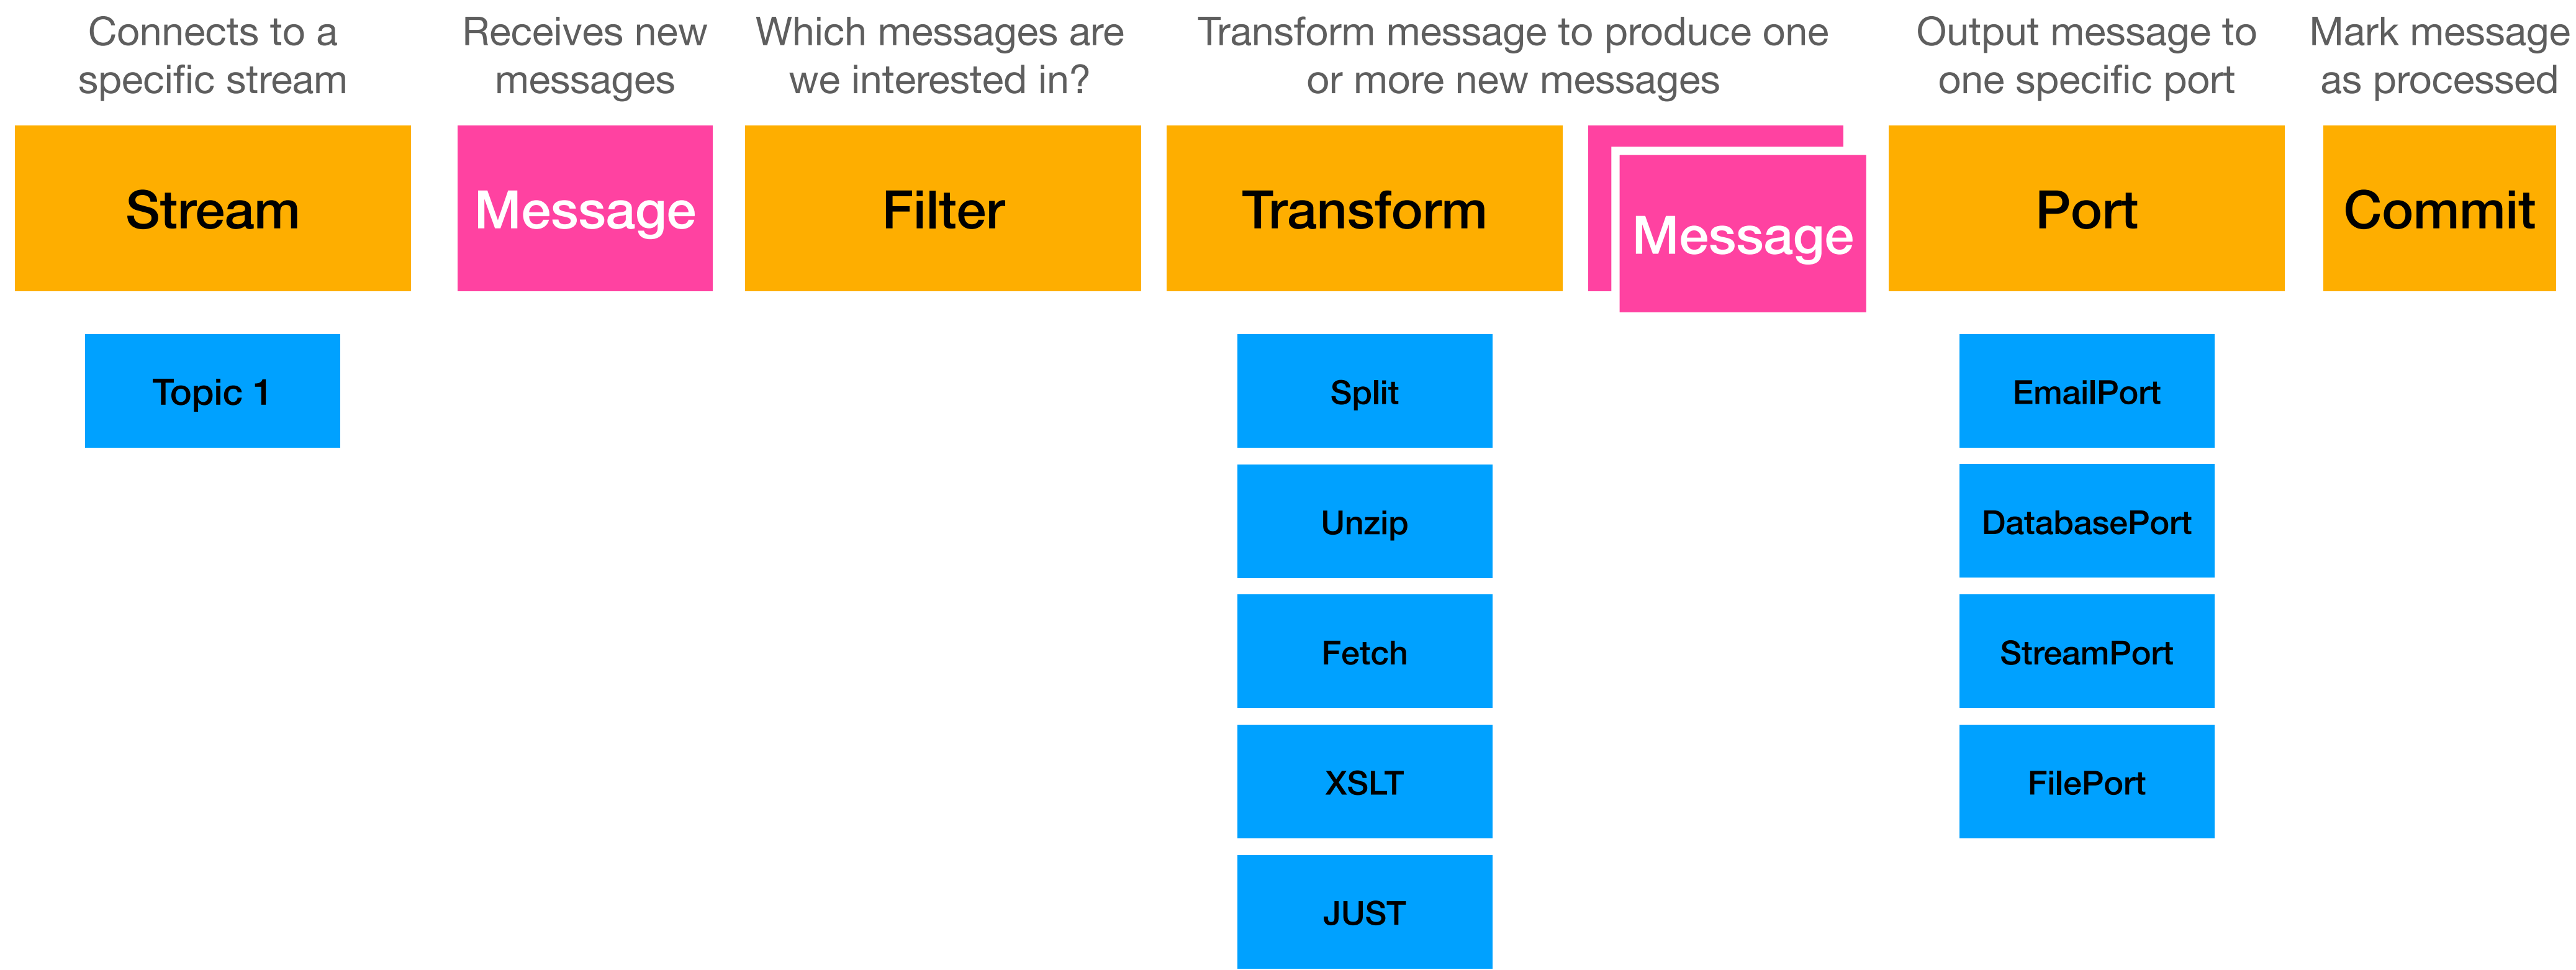 Connects to a
specific stream
Receives new
messages
Which messages are
we interested in?
Transform message to produce one
or more new messages
Output message to
one specific port
Mark message
as processed
Stream
Message
Filter
Transform
Message
Port
Commit
Topic 1
Split
EmailPort
Unzip
DatabasePort
Fetch
StreamPort
XSLT
FilePort
JUST